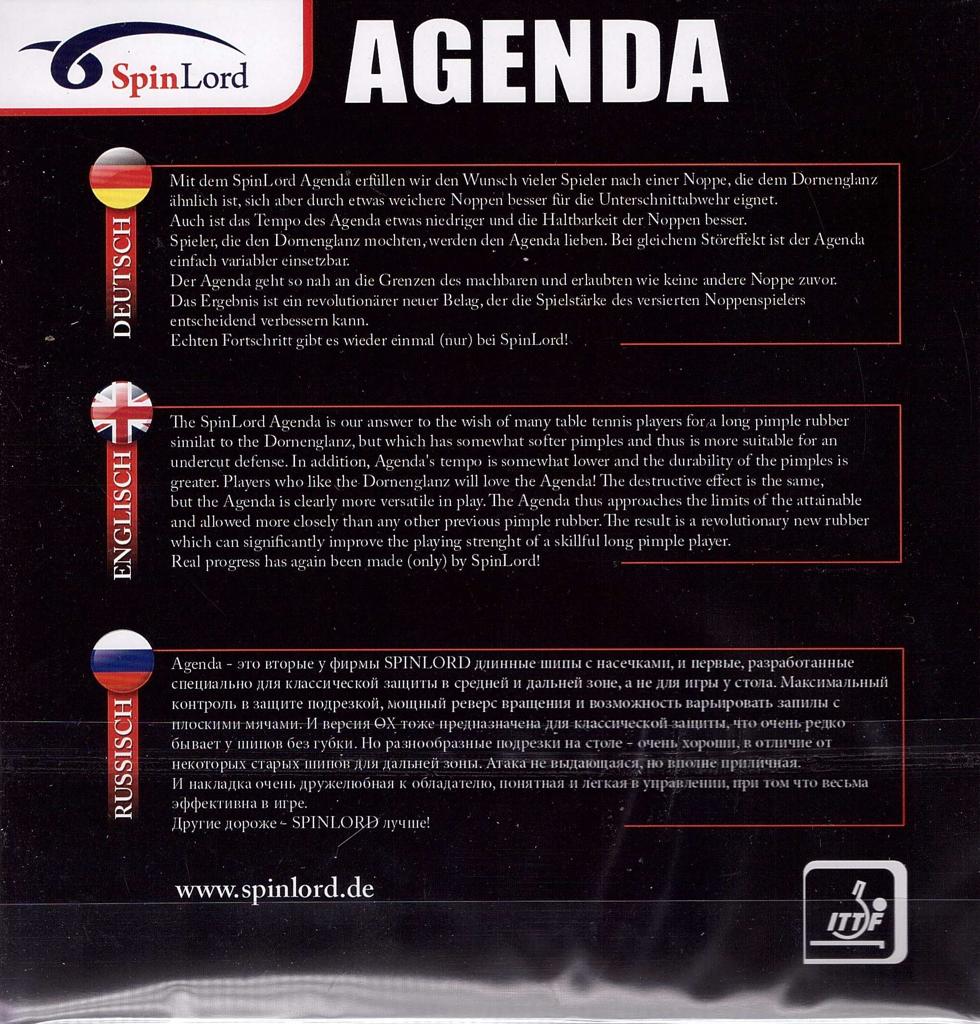 SpinLord
AGENDA
DEUTSCH
Mit dem SpinLord Agenda erfüllen wir den Wunsch vieler Spieler nach einer Noppe, die dem Dornenglanz
ähnlich ist, sich aber durch etwas weichere Noppen besser für die Unterschnittabwehr eignet.
Auch ist das Tempo des Agenda etwas niedriger und die Haltbarkeit der Noppen besser.
Spieler, die den Dornenglanz mochten, werden den Agenda lieben. Bei gleichem Störeffekt ist der Agenda
einfach variabler einsetzbar.
Der Agenda geht so nah an die Grenzen des machbaren und erlaubten wie keine andere Noppe zuvor.
Das Ergebnis ist ein revolutionärer neuer Belag, der die Spielstärke des versierten Noppenspielers
entscheidend verbessern kann.
Echten Fortschritt gibt es wieder einmal (nur) bei SpinLord!
ENGLISCH
The SpinLord Agenda is our answer to the wish of many table tennis players for a long pimple rubber
similat to the Dornenglanz, but which has somewhat softer pimples and thus is more suitable for an
undercut defense. In addition, Agenda's tempo is somewhat lower and the durability of the pimples is
greater. Players who like the Dornenglanz will love the Agenda! The destructive effect is the same,
but the Agenda is clearly more versatile in play. The Agenda thus approaches the limits of the attainable
and allowed more closely than any other previous pimple rubber. The result is a revolutionary new rubber
which can significantly improve the playing strenght of a skillful long pimple player.
Real progress has again been made (only) by SpinLord!
RUSSISCH
Agenda - это вторые у фирмы SPINLORD длинные шипы с насечками, и первые, разработанные
специально для классической защиты в средней и дальней зоне, а не для игры у стола. Максимальный
контроль в защите подрезкой, мощный реверс вращения и возможность варьировать запилы с
плоскими мячами. И версия OX тоже предназначена для классической защиты, что очень редко
бывает у шипов без губки. Но разнообразные подрезки на столе - очень хороши, в отличие от
некоторых старых шипов для дальней зоны. Атака не выдающаяся, но вполне приличная.
И накладка очень дружелюбная к обладателю, понятная и легкая в управлении, при том что весьма
эффективна в игре.
Другие дороже - SPINLORD лучше!
www.spinlord.de
ITTF